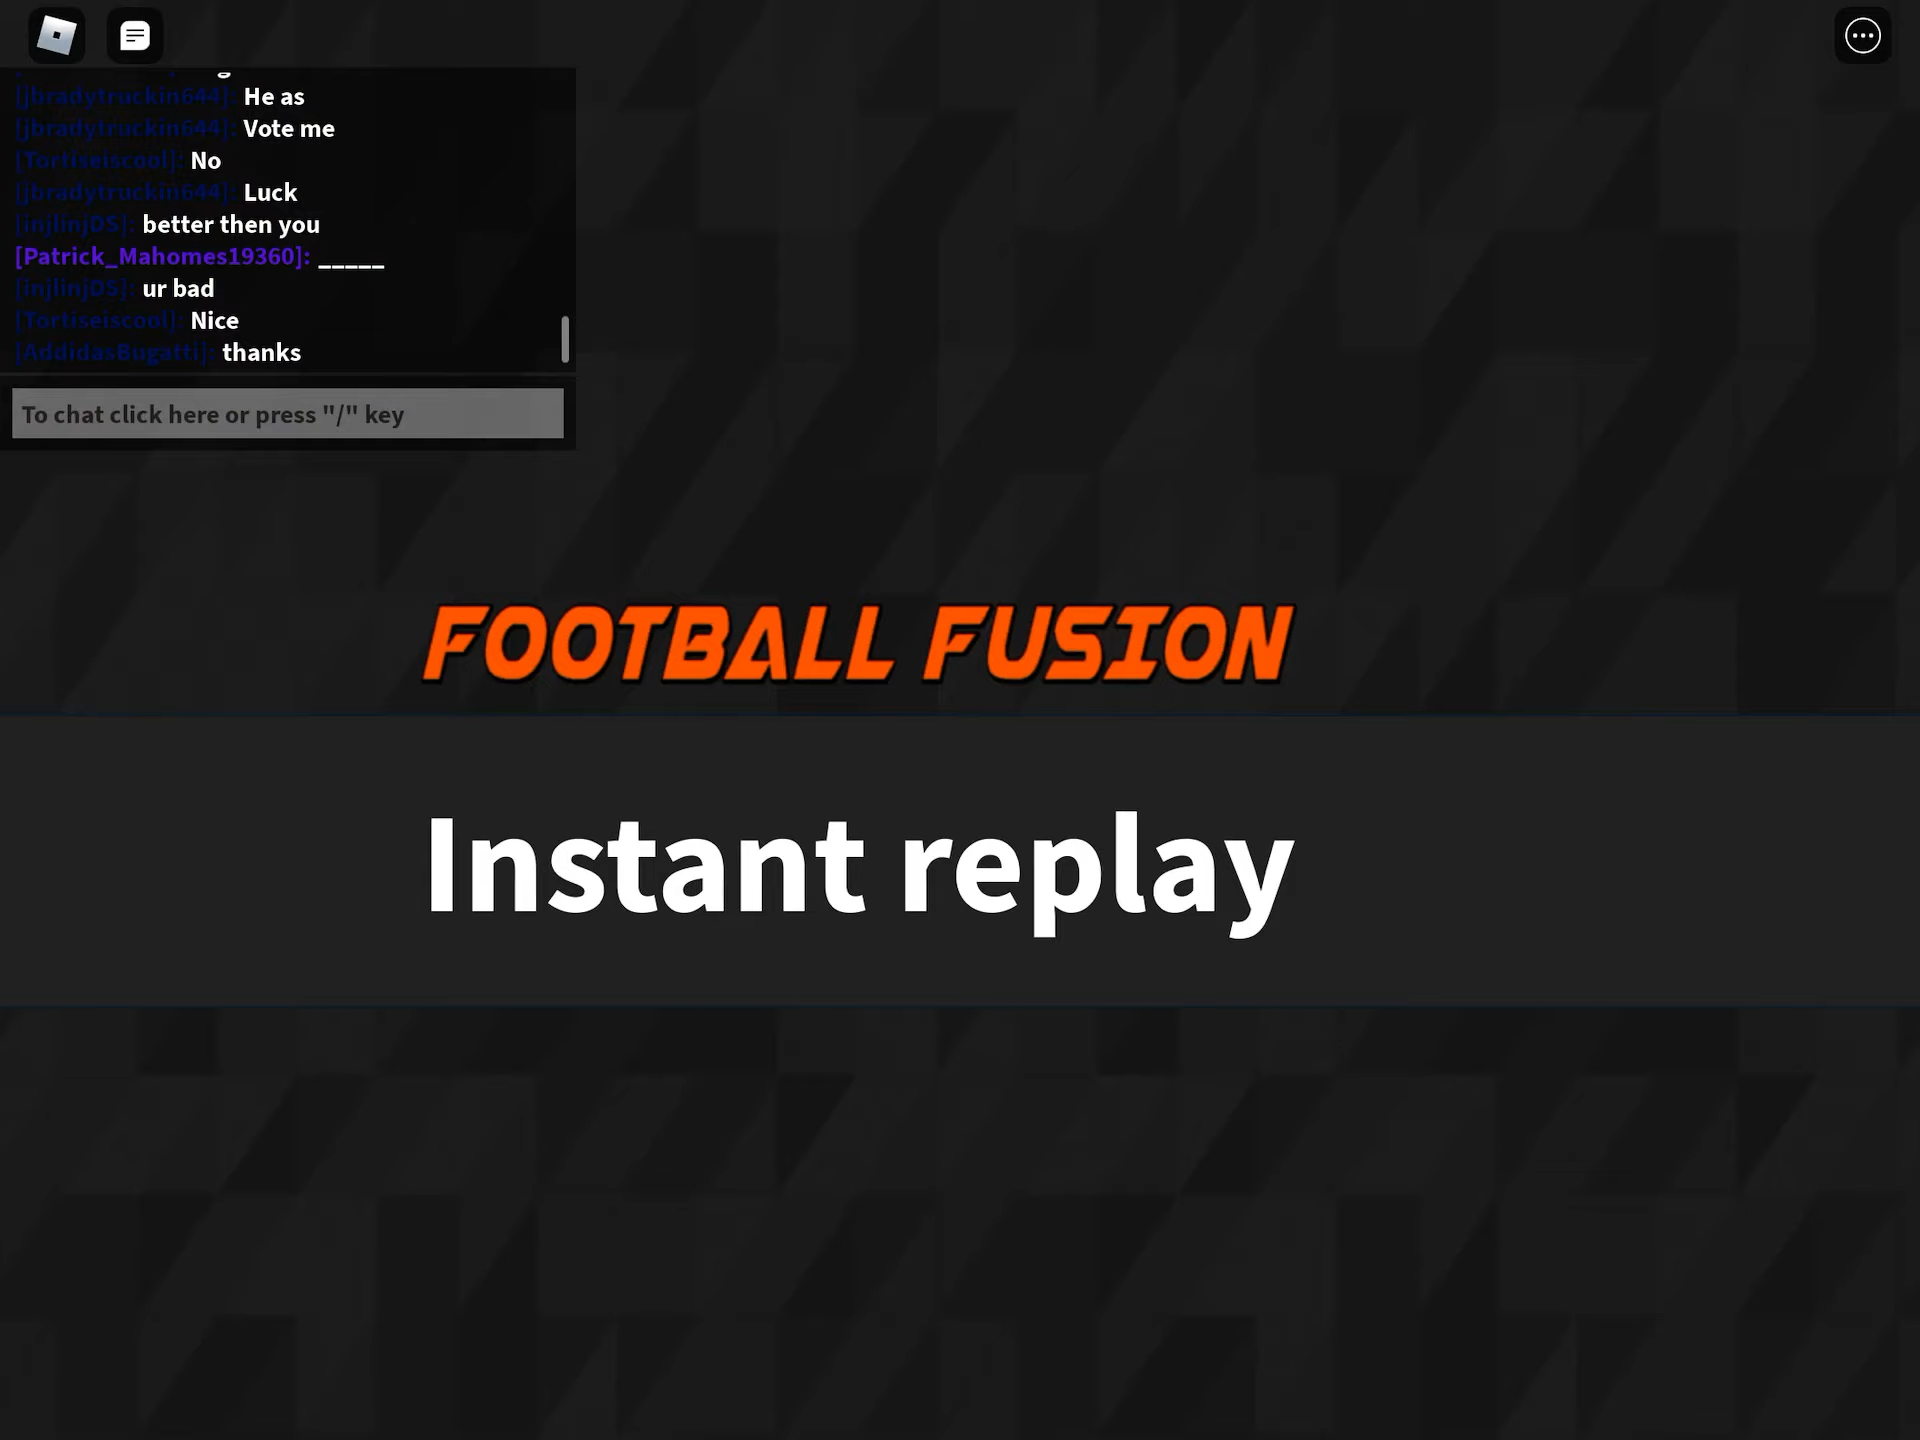 [jbradytruckin644]: He as
[jbradytruckin644]: Vote me
[Tortiseiscool]: No
[jbradytruckin644]: Luck
[injlinjDS]: better then you
[Patrick_Mahomes19360]: _____
[injlinjDS]: ur bad
[Tortiseiscool]: Nice
[AddidasBugatti]: thanks
To chat click here or press "/" key
FOOTBALL FUSION
Instant replay